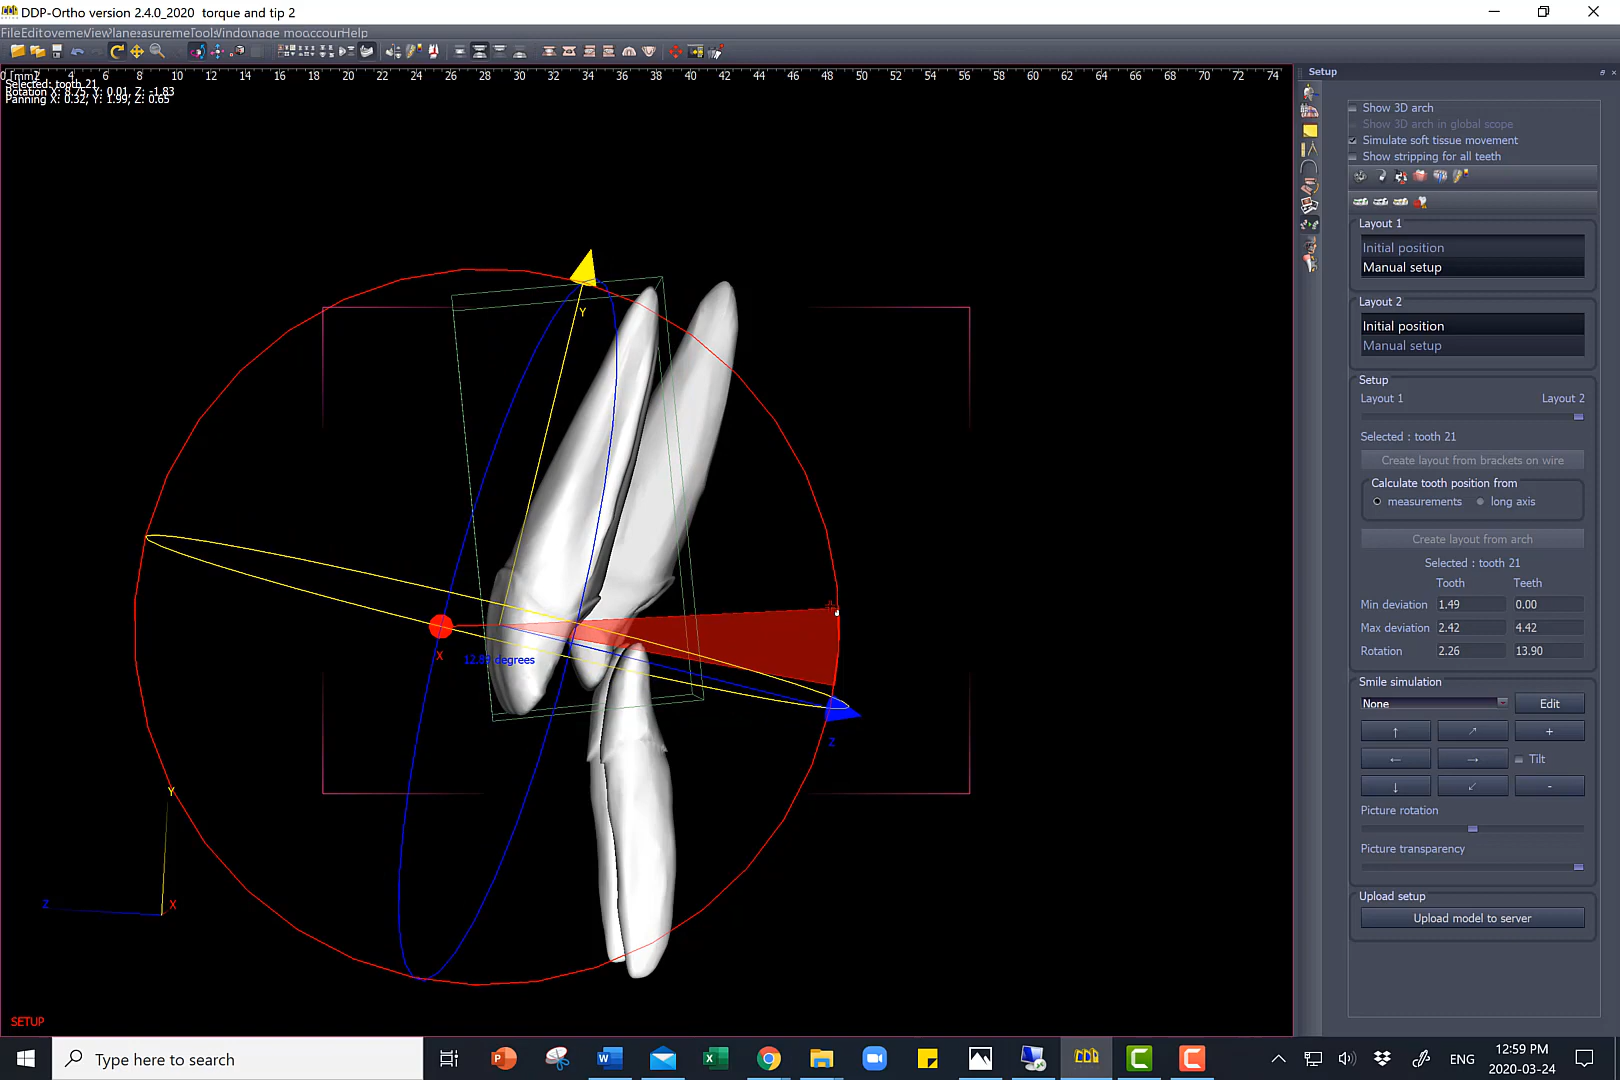 DDP-Ortho version 2.4.0_2020 torque and tip 2
Help
0 [mm] 2 4 6 8 10 12 14 16 18 20 22 24 26 28 30 32 34 36 38 40 42 44 46 48 50 52 54 56 58 60 62 64 66 68 70 72 74
Selected: tooth 21
Rotation X: 8.75, Y: 0.01, Z: -1.83
Panning X: 0.32, Y: 1.99, Z: 0.65
Y
X
degrees
Z
Y
Z
X
SETUP
Setup
Show 3D arch
Show 3D arch in global scope
Simulate soft tissue movement
Show stripping for all teeth
Layout 1
Initial position
Manual setup
Layout 2
Initial position
Manual setup
Setup
Layout 1 Layout 2
Selected : tooth 21
Create layout from brackets on wire
Calculate tooth position from
measurements long axis
Create layout from arch
Selected : tooth 21
Tooth Teeth
Min deviation 1.49 0.00
Max deviation 2.42 4.42
Rotation 2.26 13.90
Smile simulation
None Edit
↑ ↗ +
← → Tilt
↓ ↙ -
Picture rotation
Picture transparency
Upload setup
Upload model to server
Type here to search
ENG
12:59 PM
2020-03-24